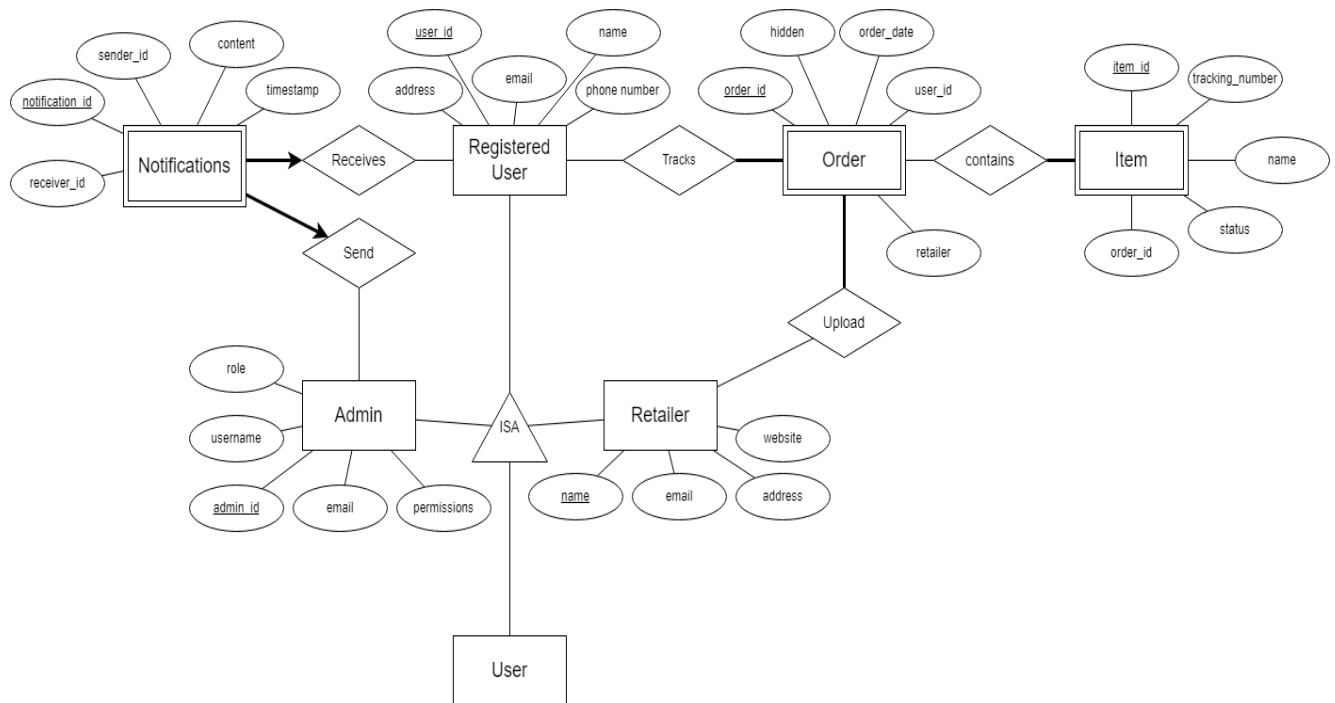 user_id
name
hidden
order_date
content
sender_id
email
item_id
tracking_number
timestamp
address
phone number
order_id
user_id
notification_id
Notifications
Receives
Registered
User
Tracks
Order
contains
Item
name
receiver_id
Send
retailer
order_id
status
Upload
role
Admin
ISA
Retailer
username
website
admin_id
email
permissions
name
email
address
User